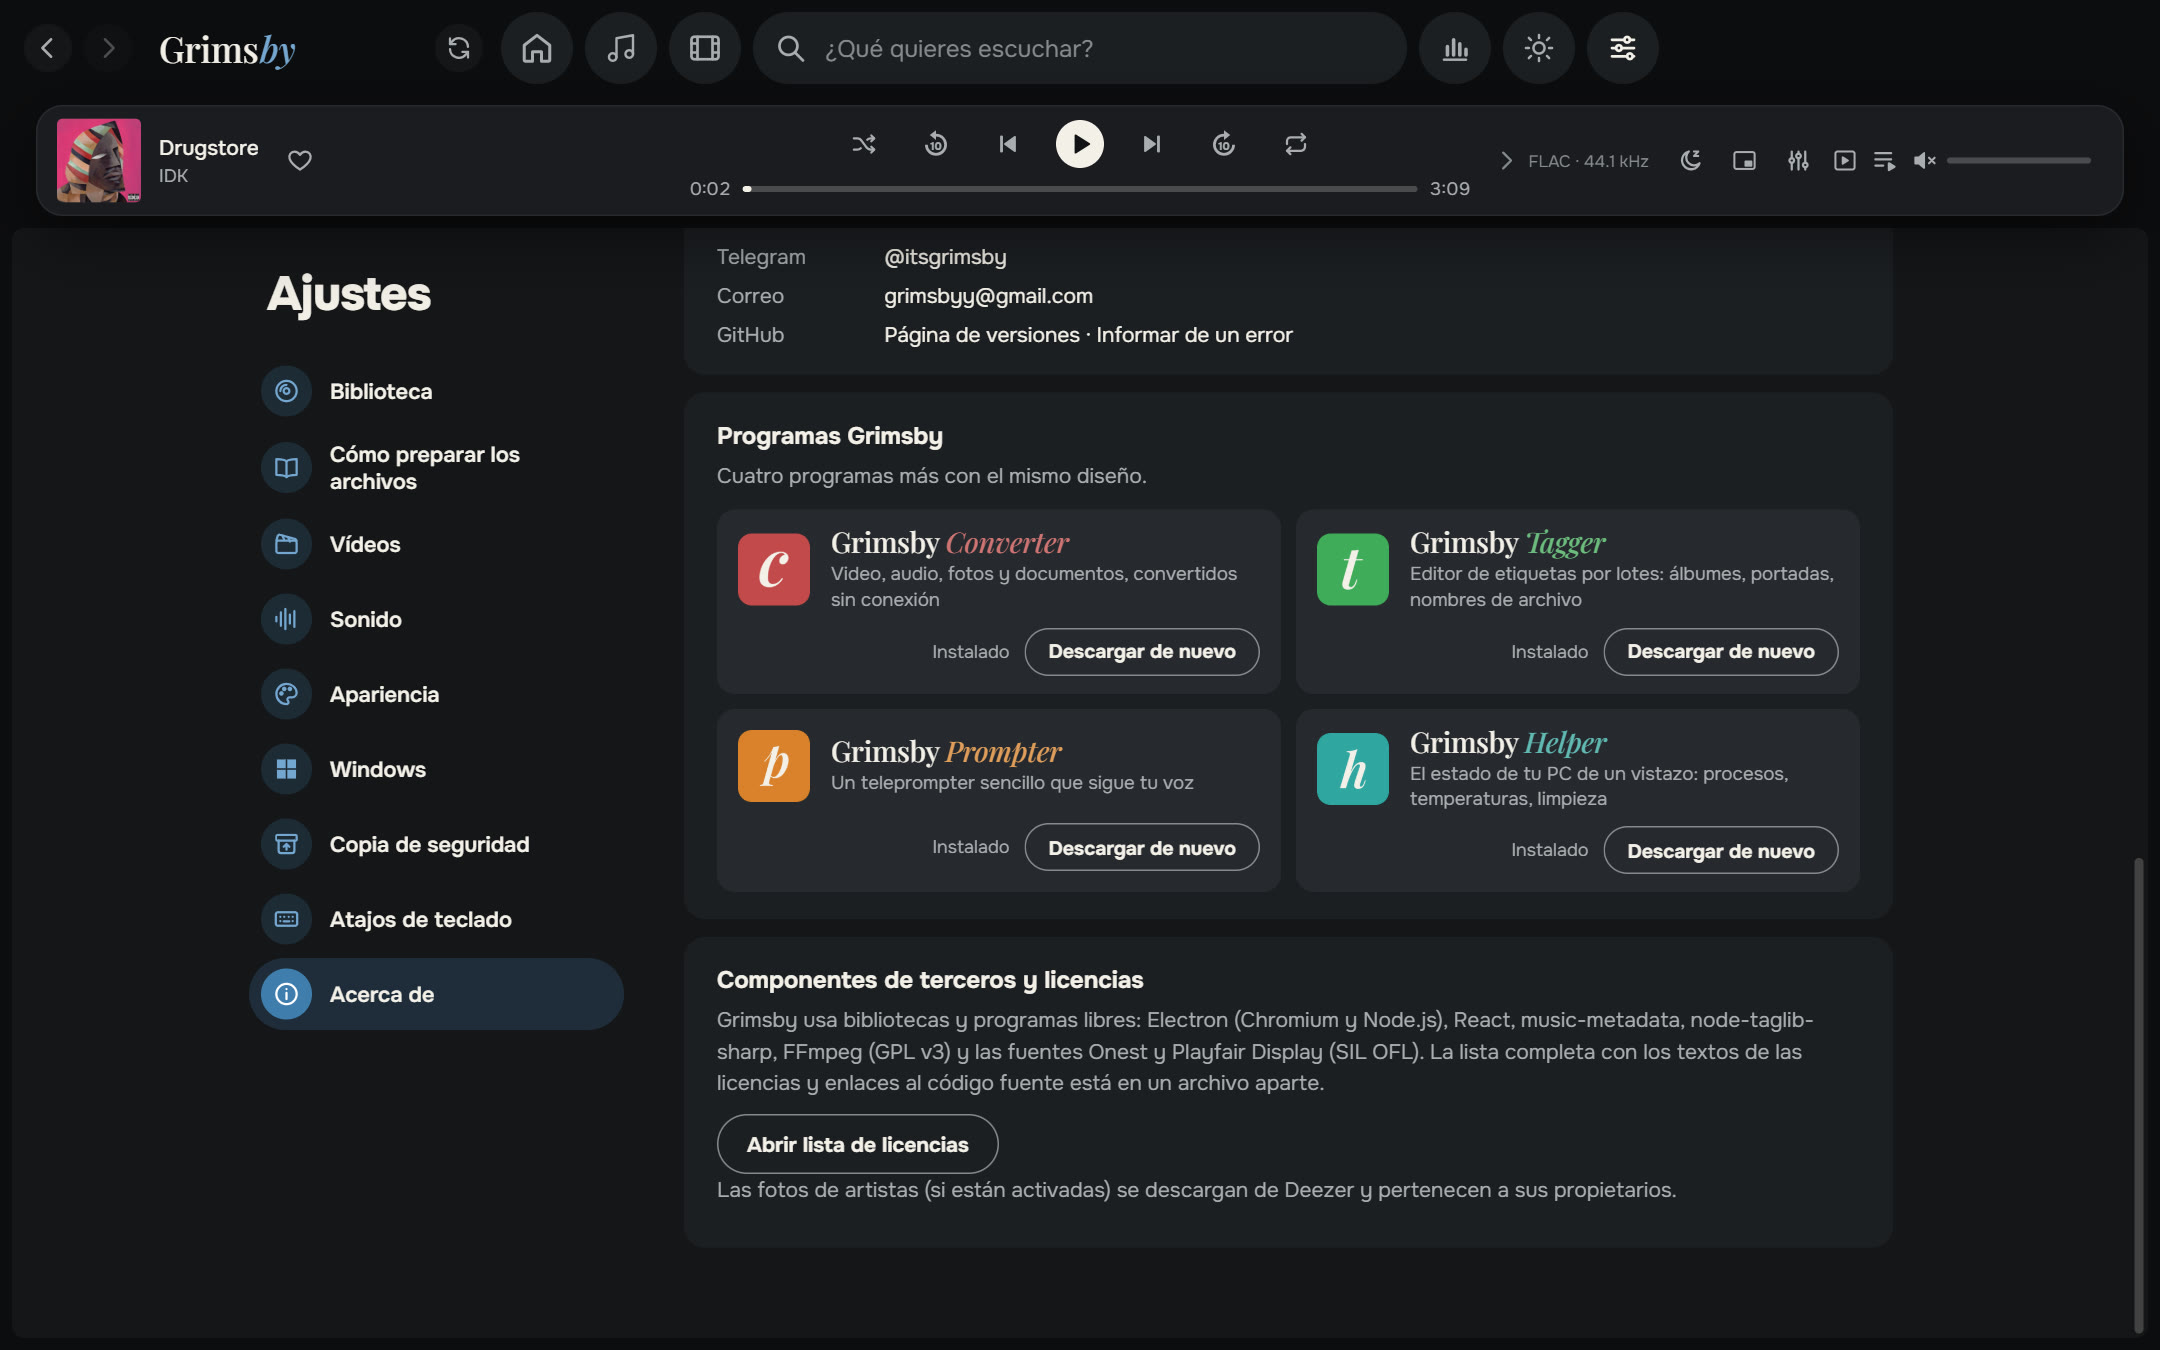 Grimsby
¿Qué quieres escuchar?
Drugstore
IDK
10
10
0:02
3:09
FLAC · 44.1 kHz
Ajustes
Biblioteca
Cómo preparar los
archivos
Vídeos
Sonido
Apariencia
Windows
Copia de seguridad
Atajos de teclado
Acerca de
Telegram @itsgrimsby
Correo grimsbyy@gmail.com
GitHub Página de versiones · Informar de un error
Programas Grimsby
Cuatro programas más con el mismo diseño.
c
Grimsby Converter
Video, audio, fotos y documentos, convertidos
sin conexión
Instalado
Descargar de nuevo
t
Grimsby Tagger
Editor de etiquetas por lotes: álbumes, portadas,
nombres de archivo
Instalado
Descargar de nuevo
p
Grimsby Prompter
Un teleprompter sencillo que sigue tu voz
Instalado
Descargar de nuevo
h
Grimsby Helper
El estado de tu PC de un vistazo: procesos,
temperaturas, limpieza
Instalado
Descargar de nuevo
Componentes de terceros y licencias
Grimsby usa bibliotecas y programas libres: Electron (Chromium y Node.js), React, music-metadata, node-taglib-
sharp, FFmpeg (GPL v3) y las fuentes Onest y Playfair Display (SIL OFL). La lista completa con los textos de las
licencias y enlaces al código fuente está en un archivo aparte.
Abrir lista de licencias
Las fotos de artistas (si están activadas) se descargan de Deezer y pertenecen a sus propietarios.